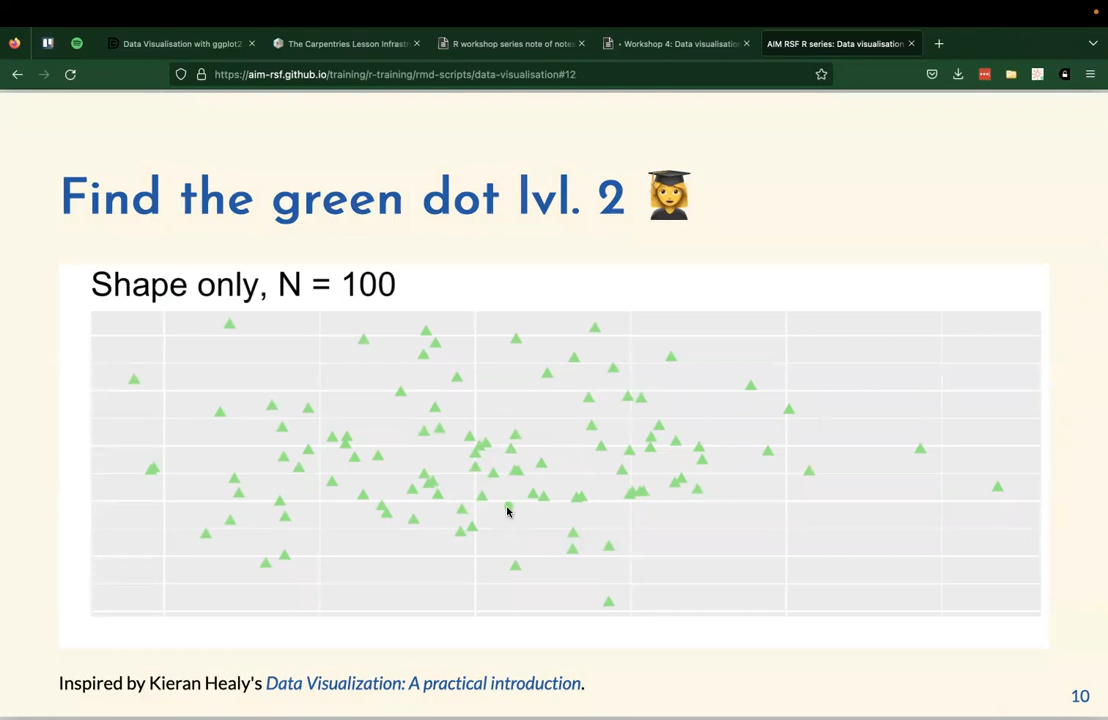 Data Visualisation with ggplot2
The Carpentries Lesson Infrast
R workshop series note of note
• Workshop 4: Data visualisation
AIM RSF R series: Data visualisation
https://aim-rsf.github.io/training/r-training/rmd-scripts/data-visualisation#12
Find the green dot lvl. 2
Shape only, N = 100
Inspired by Kieran Healy's Data Visualization: A practical introduction.
10